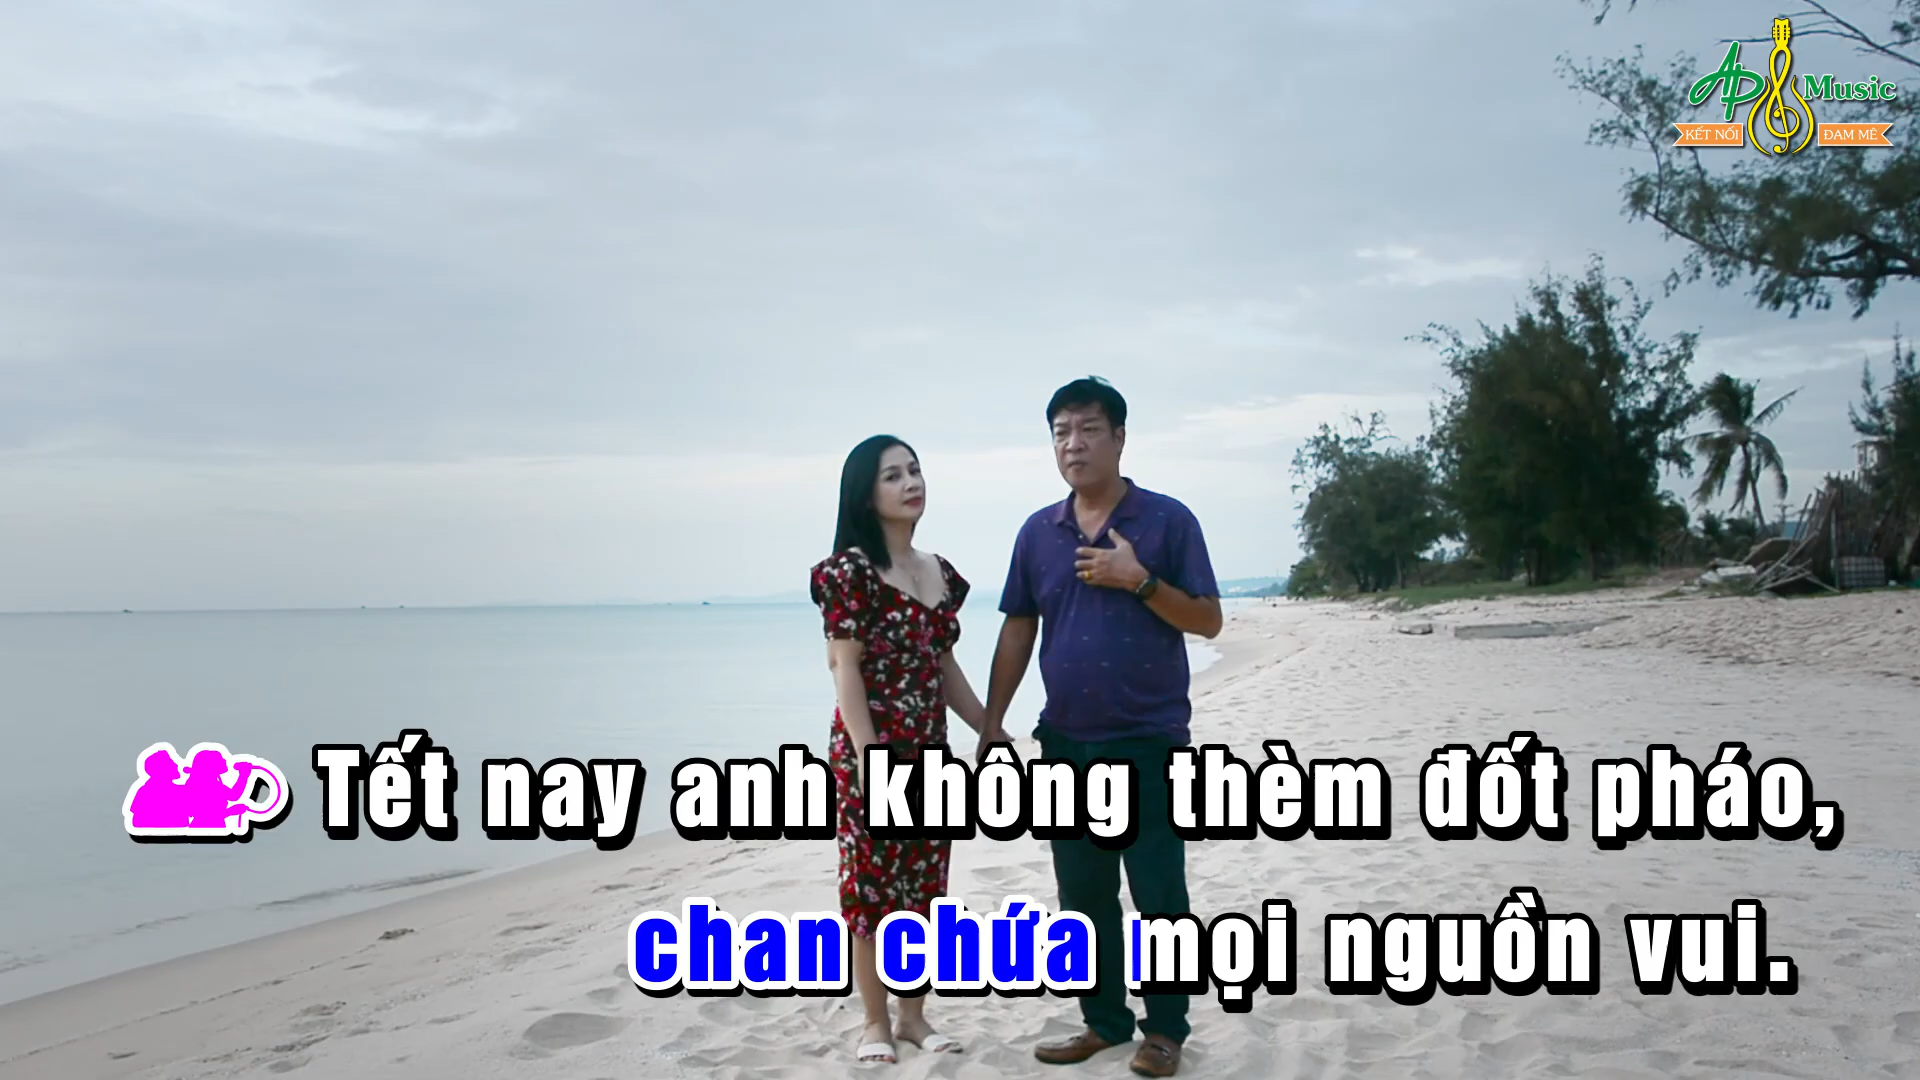 AP Music
KẾT NỐI ĐAM MÊ
Tết nay anh không thèm đốt pháo,
chan chứa mọi nguồn vui.